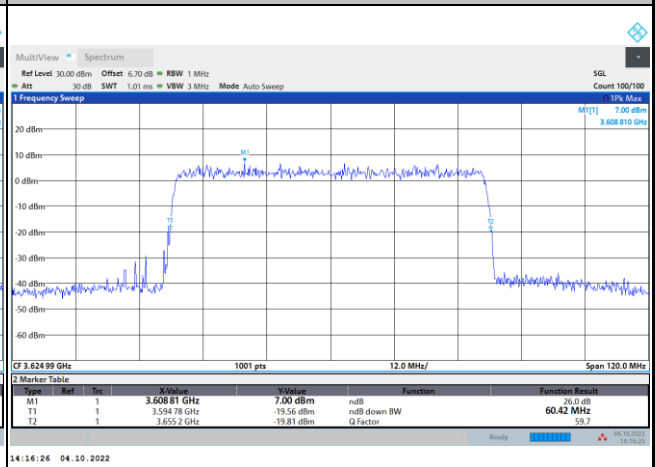 MultiView Spectrum
Ref Level 30.00 dBm Offset 6.70 dB RBW 1 MHz SGL
Att 30 dB SWT 1.01 ms VBW 3 MHz Mode Auto Sweep Count 100/100
1 Frequency Sweep 1Pk Max
M1[1] 7.00 dBm
3.608 810 GHz
20 dBm
M1
10 dBm
0 dBm
-10 dBm
T1 T2
-20 dBm
-30 dBm
-40 dBm
-50 dBm
-60 dBm
CF 3.624 99 GHz 1001 pts 12.0 MHz/ Span 120.0 MHz
2 Marker Table
Type Ref Trc X-Value Y-Value Function Function Result
M1 1 3.608 81 GHz 7.00 dBm ndB 26.0 dB
T1 1 3.594 78 GHz -19.56 dBm ndB down BW 60.42 MHz
T2 1 3.655 2 GHz -19.81 dBm Q Factor 59.7
Ready 04.10.2022
14:16:25
14:16:26 04.10.2022